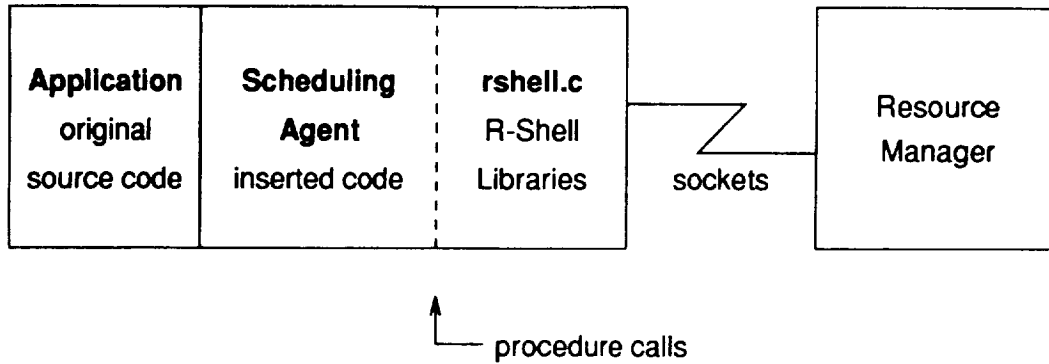 Application
original
source code
Scheduling
Agent
inserted code
rshell.c
R-Shell
Libraries
sockets
Resource
Manager
procedure calls